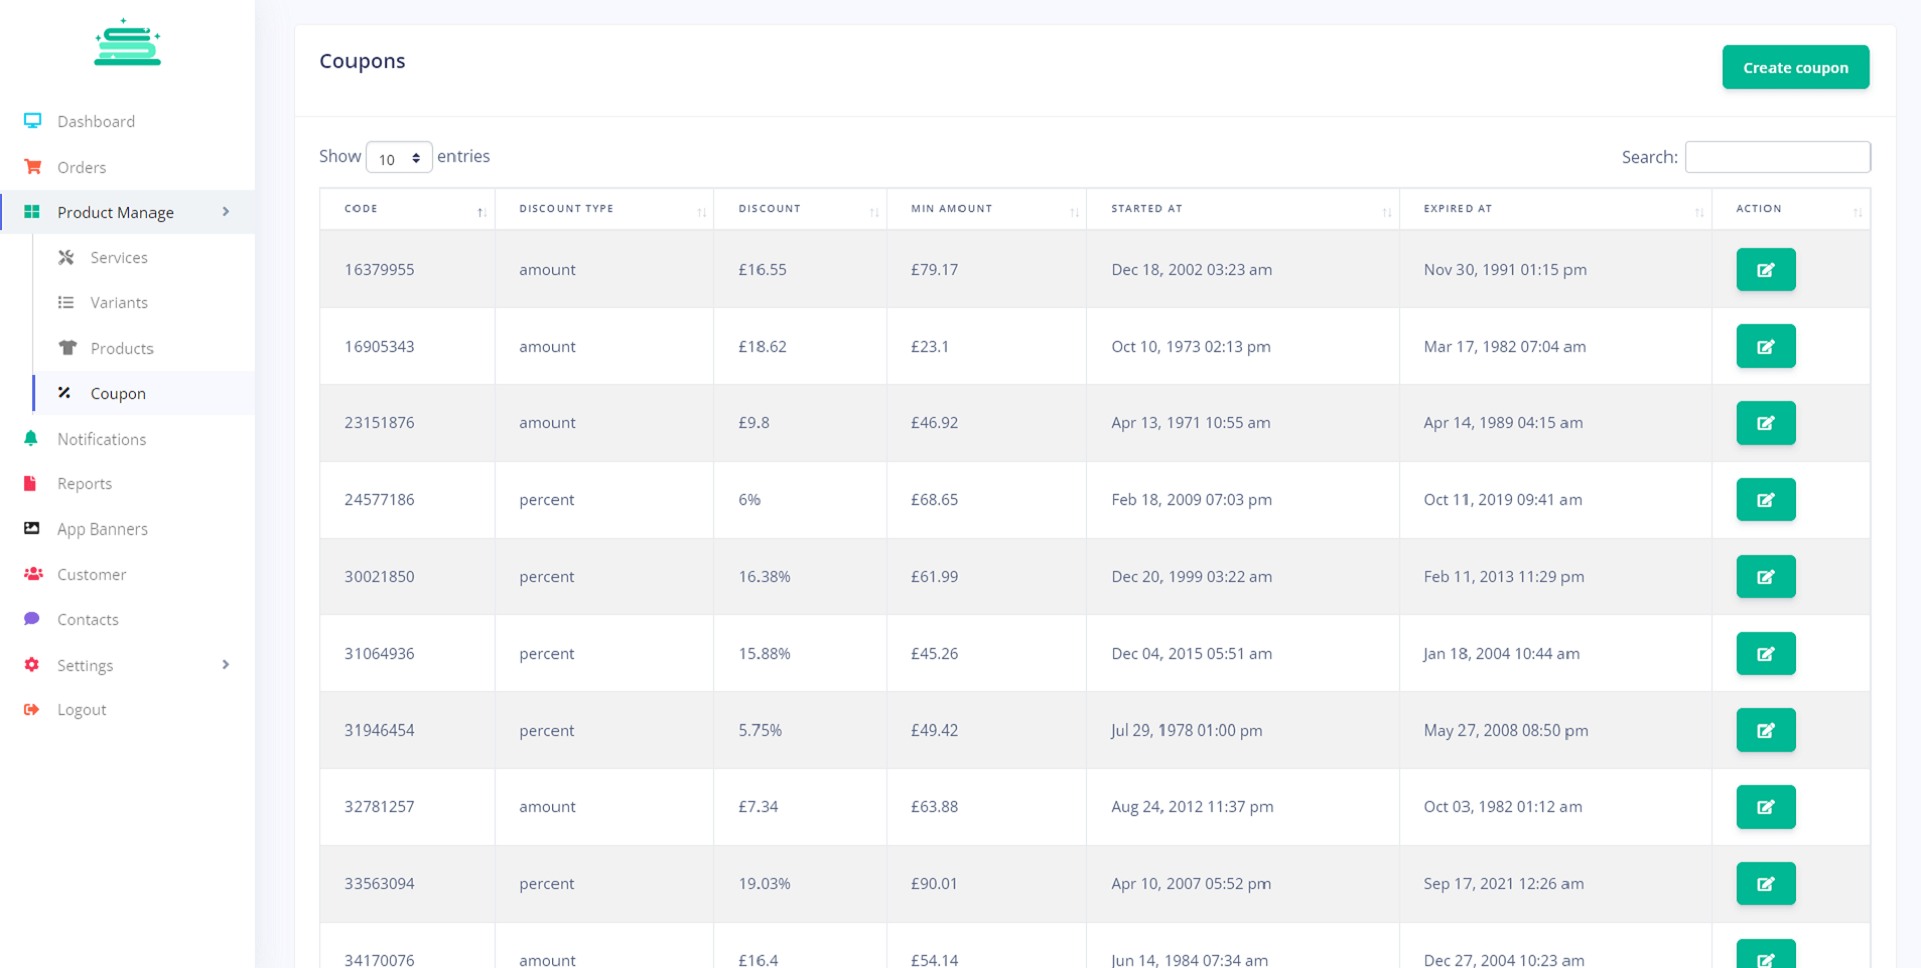 Coupons
Create coupon
Dashboard
Orders
Product Manage
Services
Variants
Products
Coupon
Notifications
Reports
App Banners
Customer
Contacts
Settings
Logout
Show 10 entries
Search:
CODE DISCOUNT TYPE DISCOUNT MIN AMOUNT STARTED AT EXPIRED AT ACTION
16379955 amount £16.55 £79.17 Dec 18, 2002 03:23 am Nov 30, 1991 01:15 pm
16905343 amount £18.62 £23.1 Oct 10, 1973 02:13 pm Mar 17, 1982 07:04 am
23151876 amount £9.8 £46.92 Apr 13, 1971 10:55 am Apr 14, 1989 04:15 am
24577186 percent 6% £68.65 Feb 18, 2009 07:03 pm Oct 11, 2019 09:41 am
30021850 percent 16.38% £61.99 Dec 20, 1999 03:22 am Feb 11, 2013 11:29 pm
31064936 percent 15.88% £45.26 Dec 04, 2015 05:51 am Jan 18, 2004 10:44 am
31946454 percent 5.75% £49.42 Jul 29, 1978 01:00 pm May 27, 2008 08:50 pm
32781257 amount £7.34 £63.88 Aug 24, 2012 11:37 pm Oct 03, 1982 01:12 am
33563094 percent 19.03% £90.01 Apr 10, 2007 05:52 pm Sep 17, 2021 12:26 am
34170076 amount £16.4 £54.14 Jun 14, 1984 07:34 am Dec 27, 2004 10:23 am